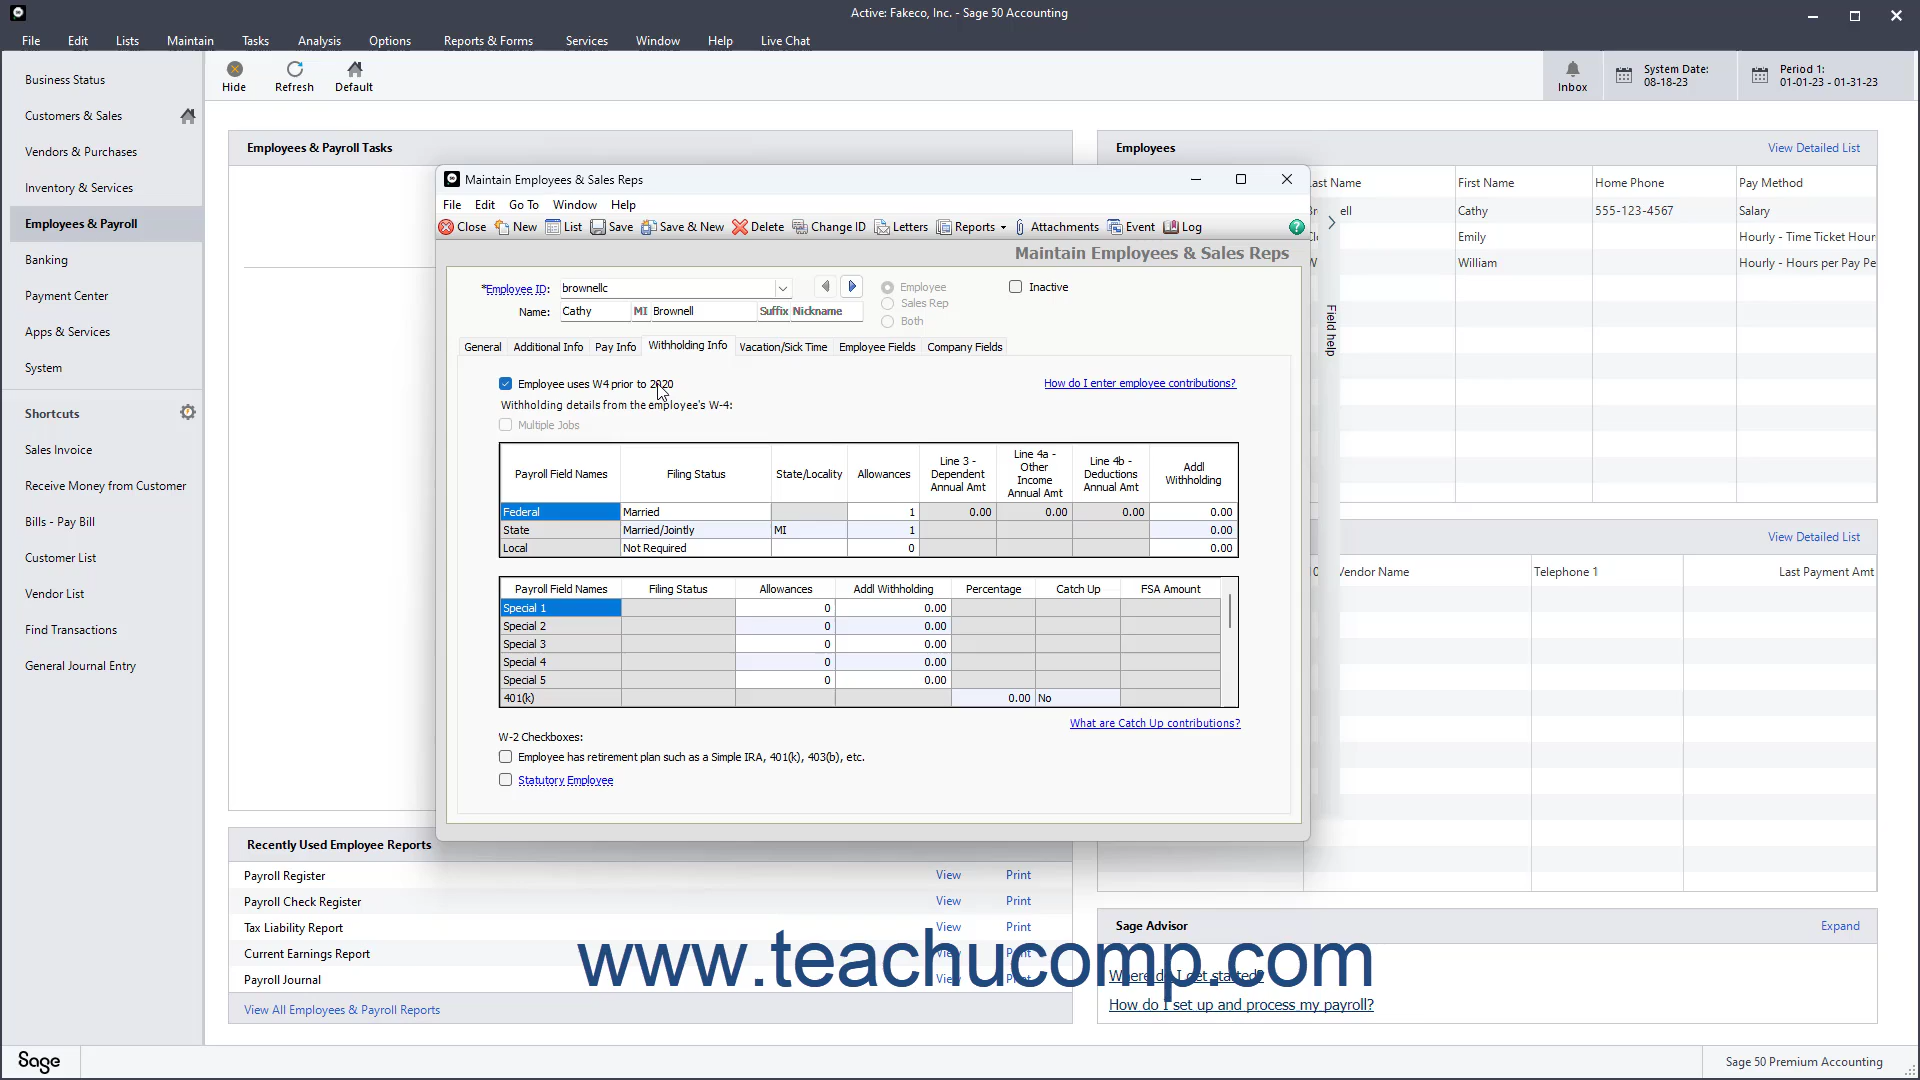 Active: Fakeco, Inc. - Sage 50 Accounting
File Edit Lists Maintain Tasks Analysis Options Reports & Forms Services Window Help Live Chat
Business Status
Customers & Sales
Vendors & Purchases
Inventory & Services
Employees & Payroll
Banking
Payment Center
Apps & Services
System
Shortcuts
Sales Invoice
Receive Money from Customer
Bills - Pay Bill
Customer List
Vendor List
Find Transactions
General Journal Entry
Hide Refresh Default
Inbox
System Date:
08-18-23
Period 1:
01-01-23 - 01-31-23
Employees & Payroll Tasks
Employees View Detailed List
Last Name First Name Home Phone Pay Method
ell Cathy 555-123-4567 Salary
Emily Hourly - Time Ticket Hour
William Hourly - Hours per Pay Pe
View Detailed List
Vendor Name Telephone 1 Last Payment Amt
Maintain Employees & Sales Reps
File Edit Go To Window Help
Close New List Save Save & New Delete Change ID Letters Reports Attachments Event Log
Maintain Employees & Sales Reps
*Employee ID: brownellc
Name: Cathy MI Brownell Suffix Nickname
Employee
Sales Rep
Both
Inactive
Field help
General Additional Info Pay Info Withholding Info Vacation/Sick Time Employee Fields Company Fields
Employee uses W4 prior to 2020 How do I enter employee contributions?
Withholding details from the employee's W-4:
Multiple Jobs
Payroll Field Names Filing Status State/Locality Allowances Line 3 - Dependent Annual Amt Line 4a - Other Income Annual Amt Line 4b - Deductions Annual Amt Addl Withholding
Federal Married 1 0.00 0.00 0.00 0.00
State Married/Jointly MI 1 0.00
Local Not Required 0 0.00
Payroll Field Names Filing Status Allowances Addl Withholding Percentage Catch Up FSA Amount
Special 1 0 0.00
Special 2 0 0.00
Special 3 0 0.00
Special 4 0 0.00
Special 5 0 0.00
401(k) 0.00 No
What are Catch Up contributions?
W-2 Checkboxes:
Employee has retirement plan such as a Simple IRA, 401(k), 403(b), etc.
Statutory Employee
Recently Used Employee Reports
Payroll Register View Print
Payroll Check Register View Print
Tax Liability Report View Print
Current Earnings Report View Print
Payroll Journal View Print
View All Employees & Payroll Reports
Sage Advisor Expand
Where do I get started?
How do I set up and process my payroll?
www.teachucomp.com
Sage
Sage 50 Premium Accounting